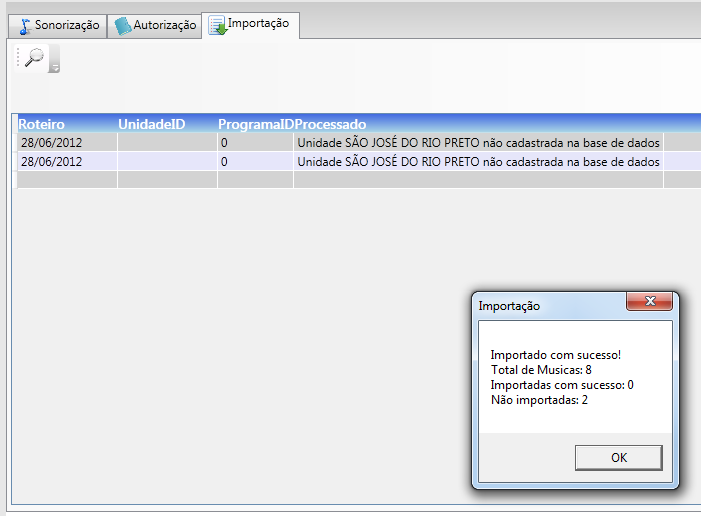 Sonorização Autorização Importação
Roteiro UnidadeID ProgramaID Processado
28/06/2012 0 Unidade SÃO JOSÉ DO RIO PRETO não cadastrada na base de dados
28/06/2012 0 Unidade SÃO JOSÉ DO RIO PRETO não cadastrada na base de dados
Importação
Importado com sucesso!
Total de Musicas: 8
Importadas com sucesso: 0
Não importadas: 2
OK